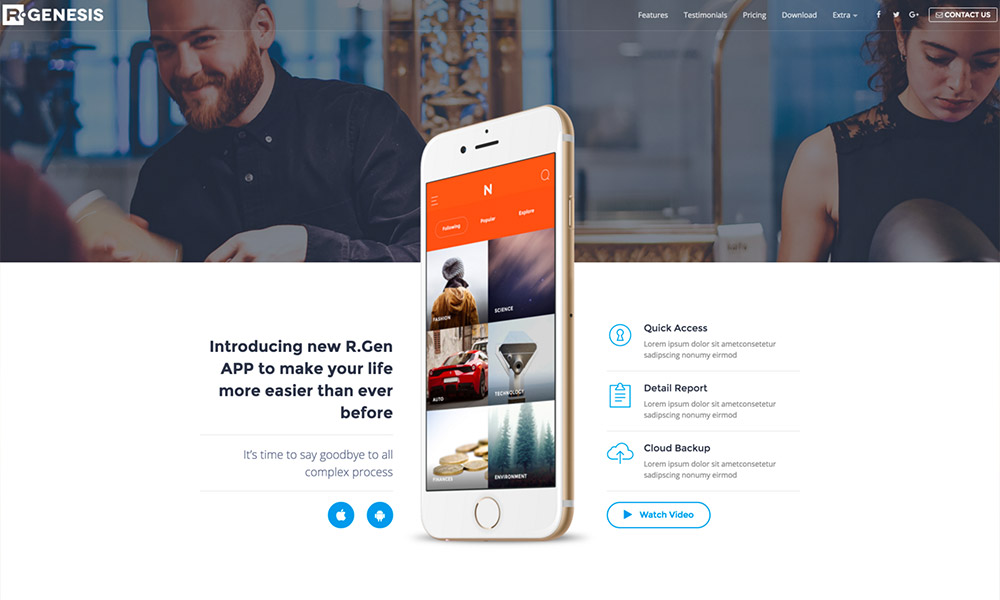 R.GENESIS
Features Testimonials Pricing Download Extra CONTACT US
N
Following Popular Explore
FASHION SCIENCE
AUTO TECHNOLOGY
FINANCES ENVIRONMENT
Introducing new R.Gen
APP to make your life
more easier than ever
before
It's time to say goodbye to all
complex process
Quick Access
Lorem ipsum dolor sit ametconsetetur
sadipscing nonumy eirmod
Detail Report
Lorem ipsum dolor sit ametconsetetur
sadipscing nonumy eirmod
Cloud Backup
Lorem ipsum dolor sit ametconsetetur
sadipscing nonumy eirmod
Watch Video